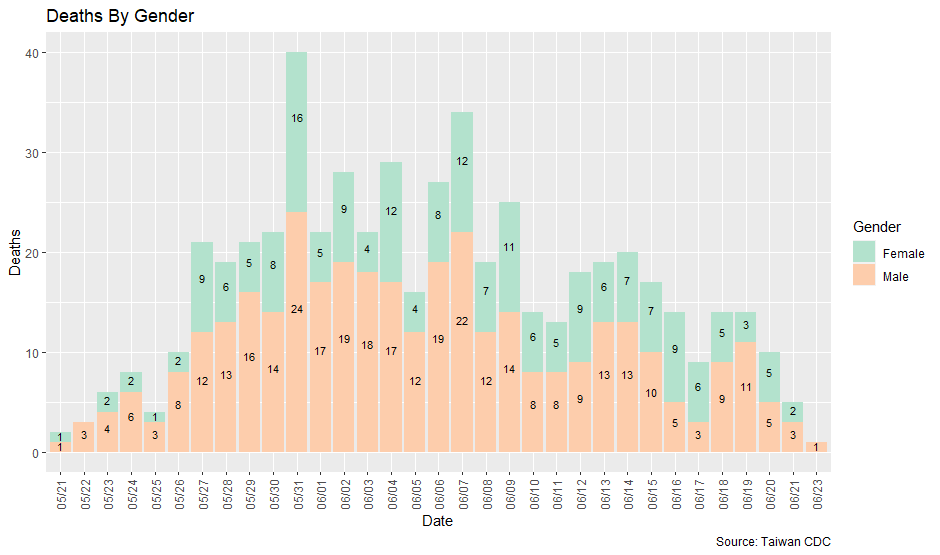 Deaths By Gender
40
30
20
10
0
Deaths
16
9 12 12
9 6 5 8 5 4 4 8 7 11 6 5 9 6 7 7 9 6 5 3 5 2
1 2 2 1 2
24
12 13 16 14 17 19 18 17 12 19 22 12 14 8 8 9 13 13 10 5 3 9 11 5 3 1
1 3 4 6 3 8
05/21 05/22 05/23 05/24 05/25 05/26 05/27 05/28 05/29 05/30 05/31 06/01 06/02 06/03 06/04 06/05 06/06 06/07 06/08 06/09 06/10 06/11 06/12 06/13 06/14 06/15 06/16 06/17 06/18 06/19 06/20 06/21 06/23
Date
Gender
Female
Male
Source: Taiwan CDC